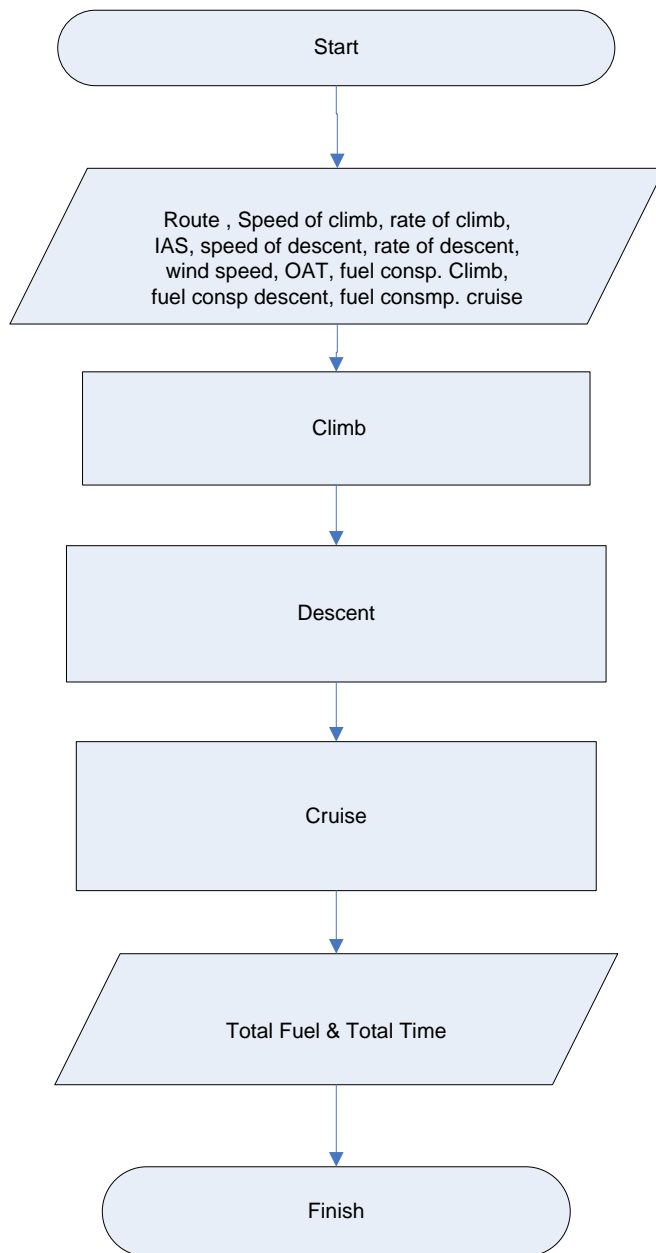 Start
Route , Speed of climb, rate of climb,
IAS, speed of descent, rate of descent,
wind speed, OAT, fuel consp. Climb,
fuel consp descent, fuel consmp. cruise
Climb
Descent
Cruise
Total Fuel & Total Time
Finish